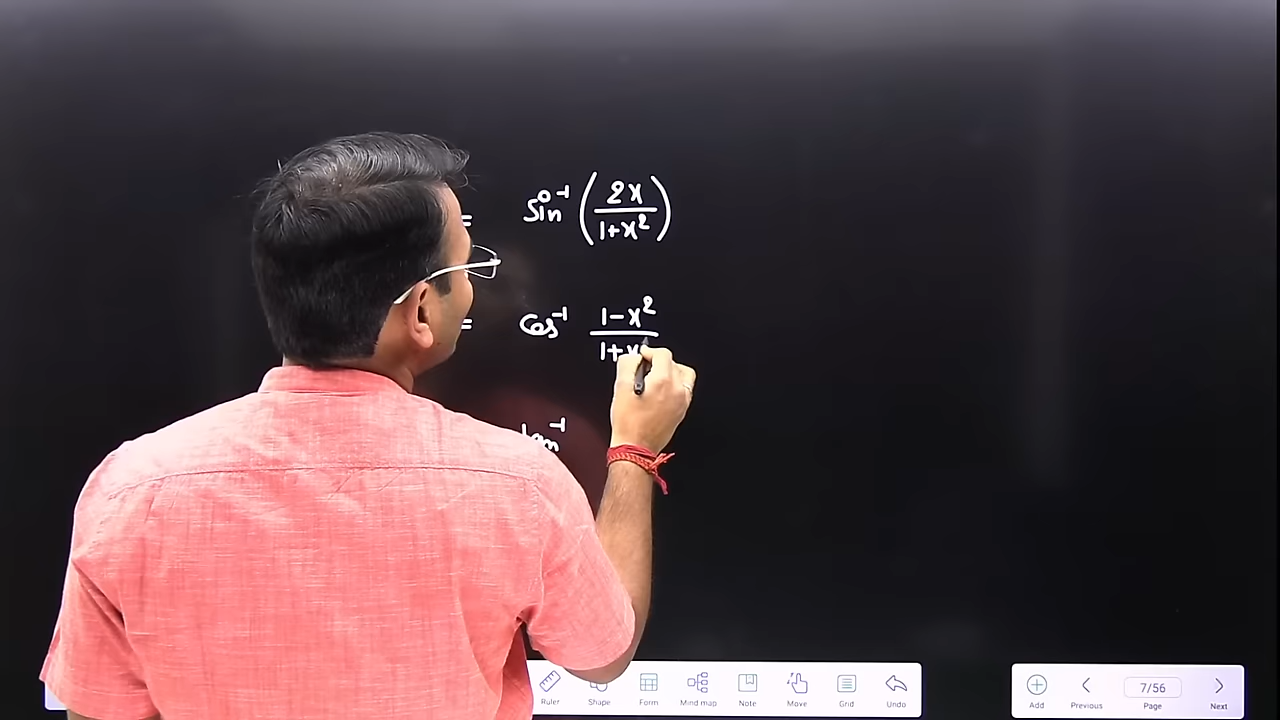 = sin⁻¹ (2x / 1+x²)
= cos⁻¹ 1-x² / 1+x²
tan⁻¹
Ruler Shape Form Mind map Note Move Grid Undo Add Previous 7/56 Page Next